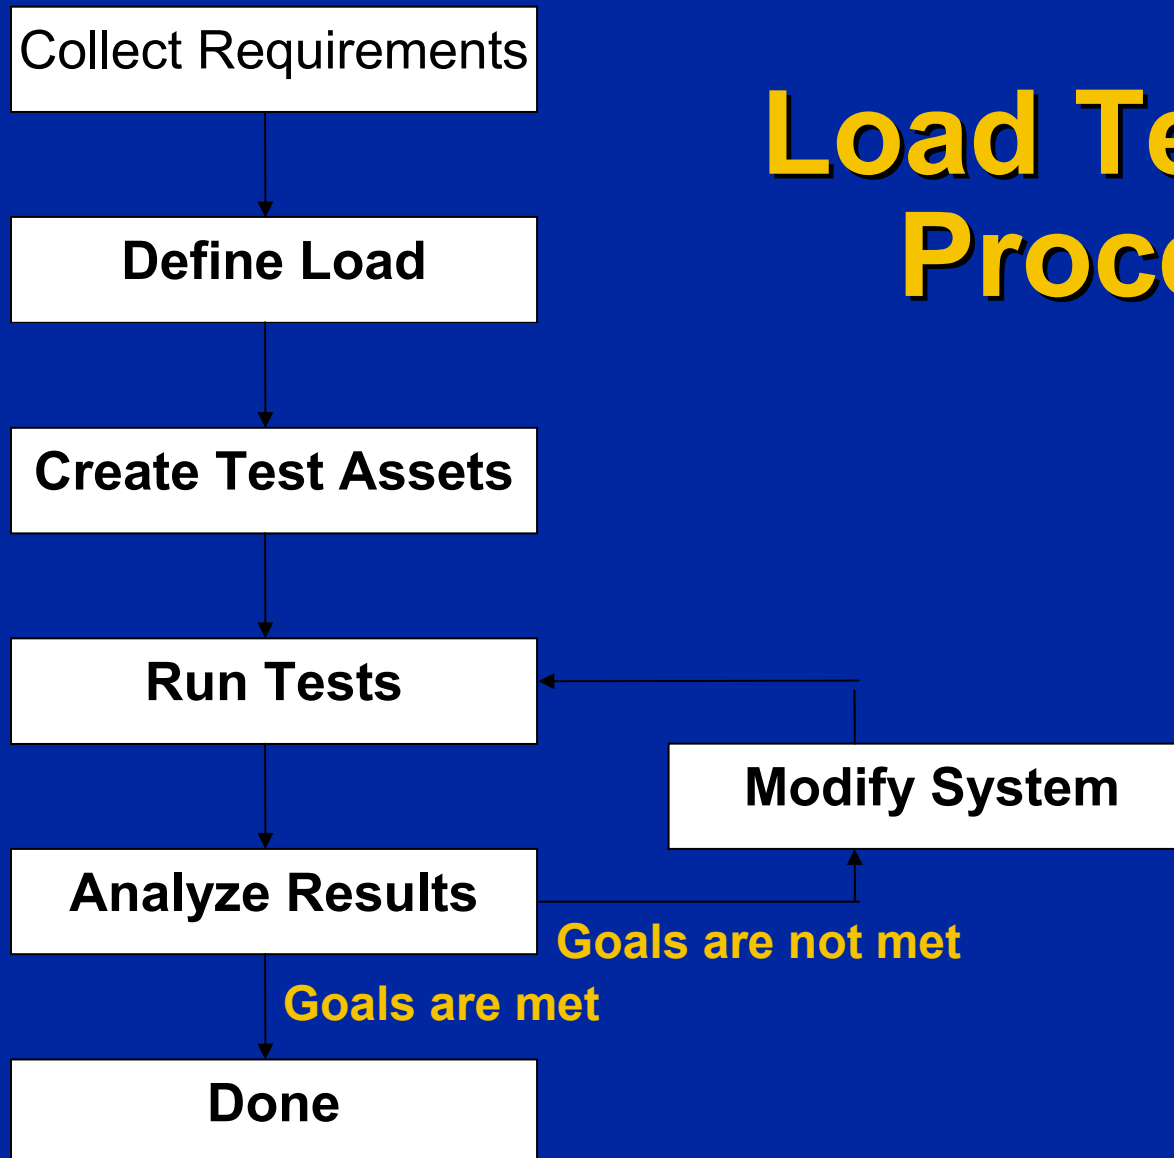 Collect Requirements
Load Te
Proce
Define Load
Create Test Assets
Run Tests
Modify System
Analyze Results
Goals are not met
Goals are met
Done